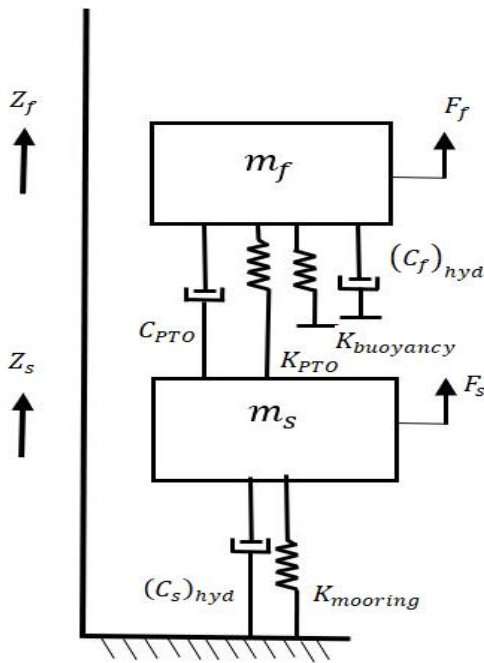 Z_f
F_f
m_f
(C_f)_hyd
C_PTO
K_buoyancy
K_PTO
Z_s
F_s
m_s
(C_s)_hyd
K_mooring